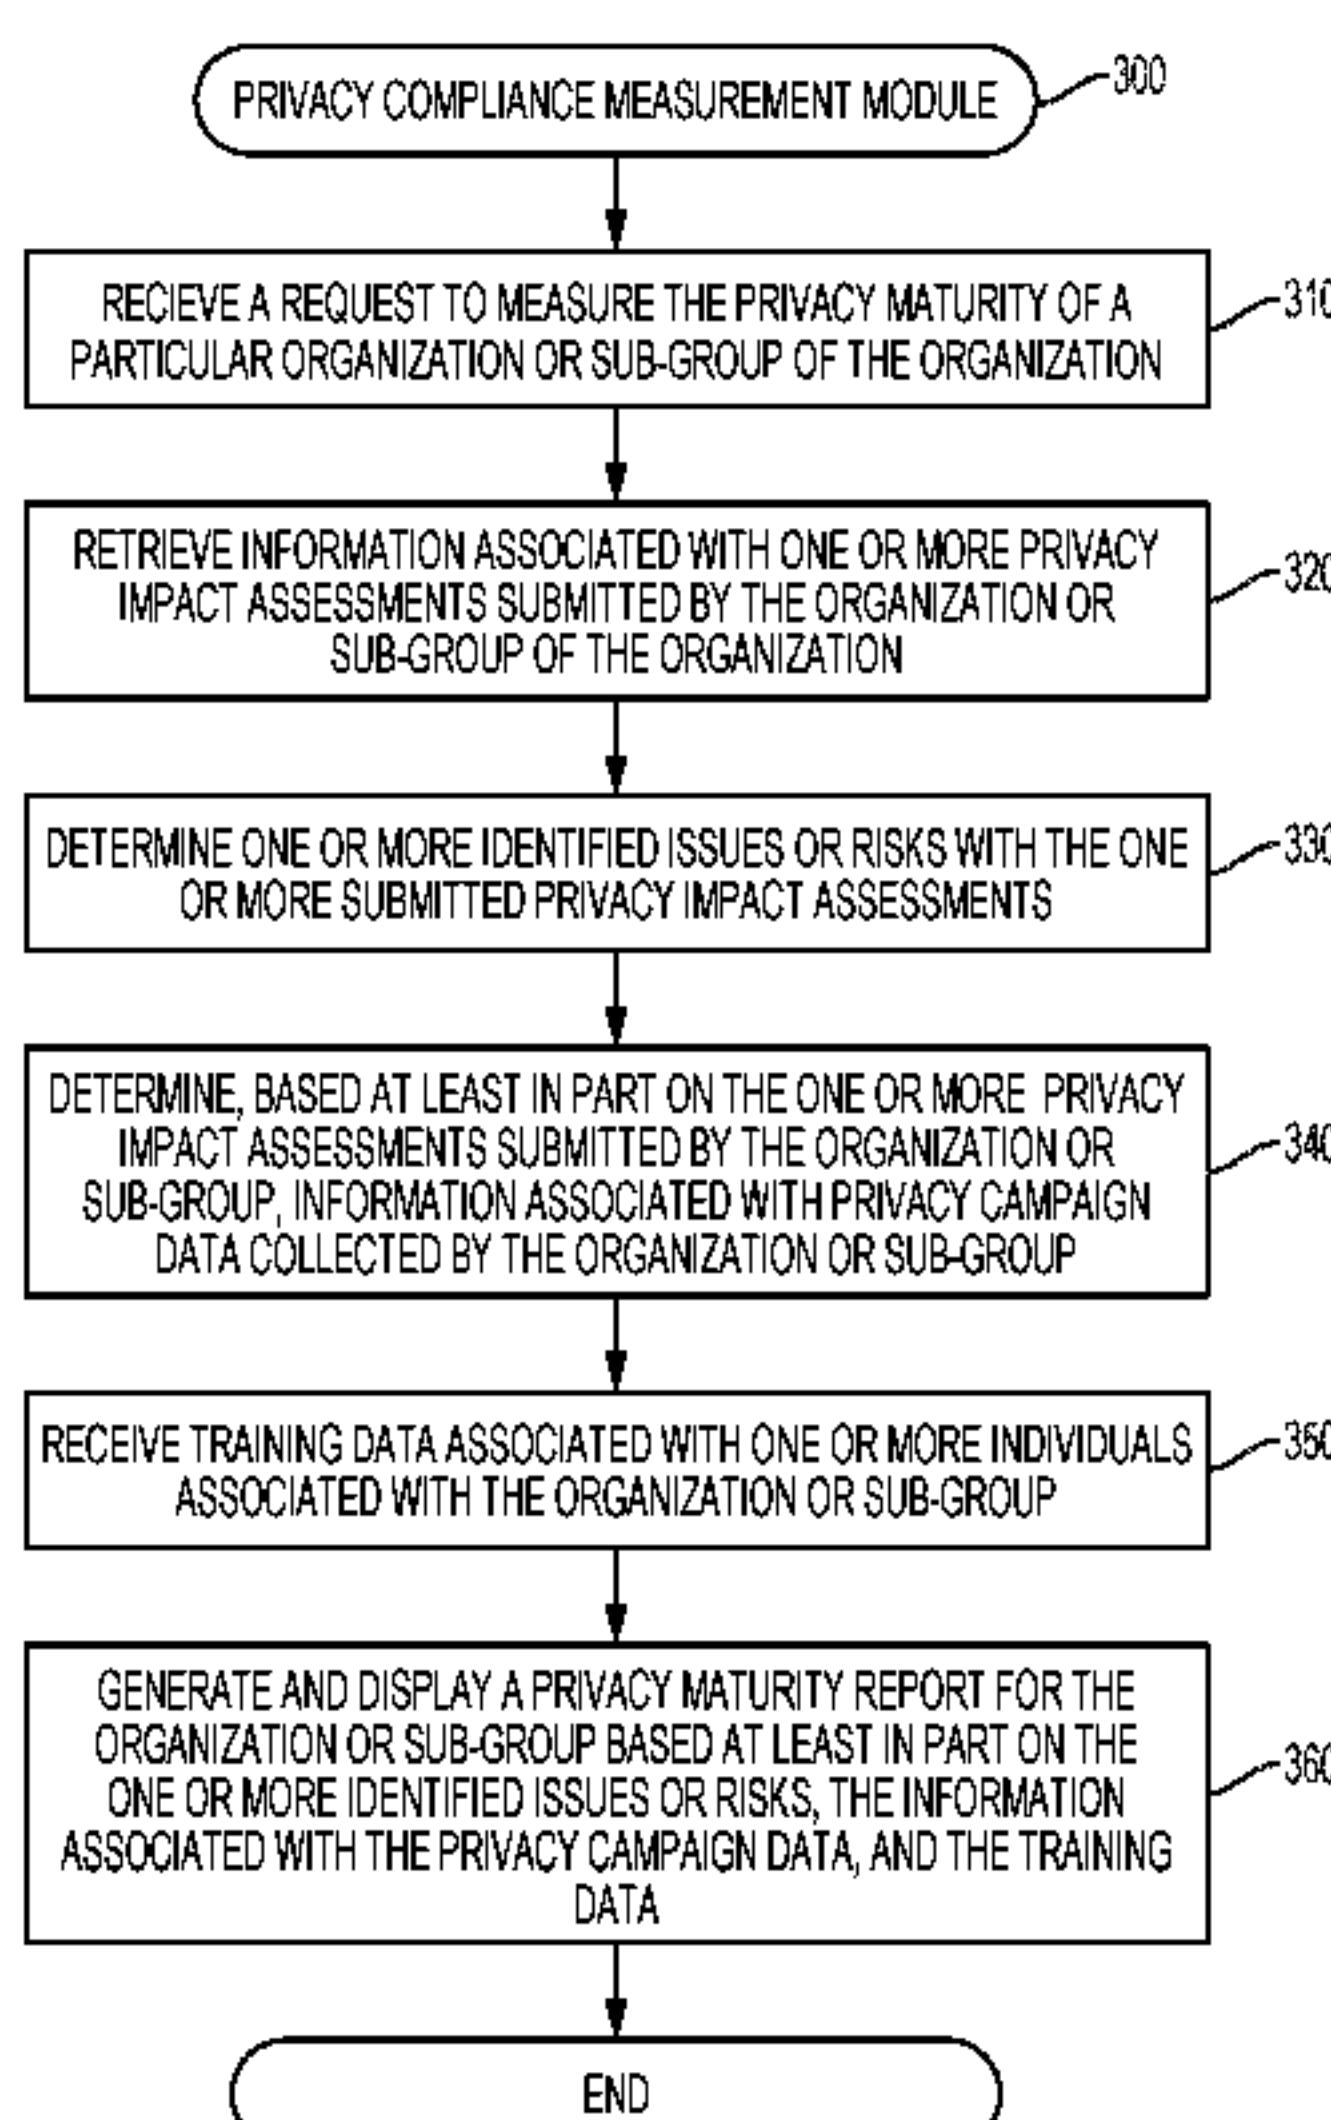 PRIVACY COMPLIANCE MEASUREMENT MODULE
300
RECIEVE A REQUEST TO MEASURE THE PRIVACY MATURITY OF A
PARTICULAR ORGANIZATION OR SUB-GROUP OF THE ORGANIZATION
310
RETRIEVE INFORMATION ASSOCIATED WITH ONE OR MORE PRIVACY
IMPACT ASSESSMENTS SUBMITTED BY THE ORGANIZATION OR
SUB-GROUP OF THE ORGANIZATION
320
DETERMINE ONE OR MORE IDENTIFIED ISSUES OR RISKS WITH THE ONE
OR MORE SUBMITTED PRIVACY IMPACT ASSESSMENTS
330
DETERMINE, BASED AT LEAST IN PART ON THE ONE OR MORE PRIVACY
IMPACT ASSESSMENTS SUBMITTED BY THE ORGANIZATION OR
SUB-GROUP, INFORMATION ASSOCIATED WITH PRIVACY CAMPAIGN
DATA COLLECTED BY THE ORGANIZATION OR SUB-GROUP
340
RECEIVE TRAINING DATA ASSOCIATED WITH ONE OR MORE INDIVIDUALS
ASSOCIATED WITH THE ORGANIZATION OR SUB-GROUP
350
GENERATE AND DISPLAY A PRIVACY MATURITY REPORT FOR THE
ORGANIZATION OR SUB-GROUP BASED AT LEAST IN PART ON THE
ONE OR MORE IDENTIFIED ISSUES OR RISKS, THE INFORMATION
ASSOCIATED WITH THE PRIVACY CAMPAIGN DATA, AND THE TRAINING
DATA
360
END